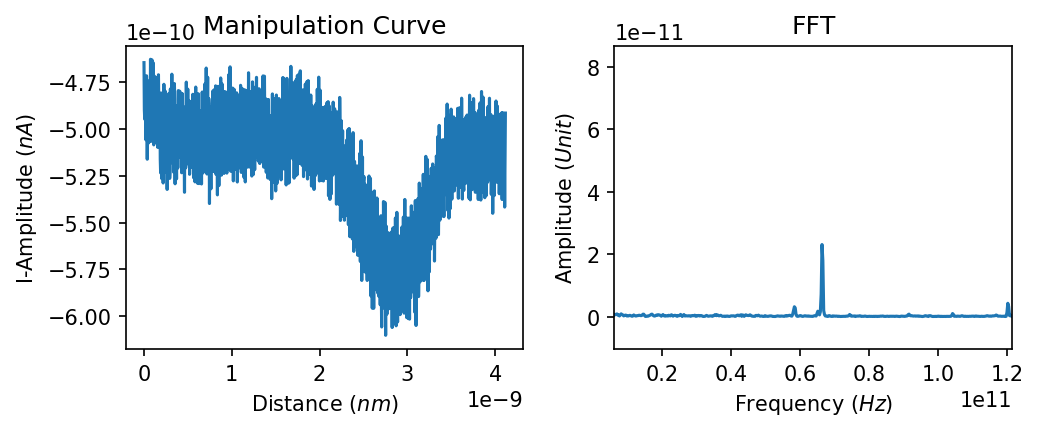 Manipulation Curve
1e−10
I-Amplitude (nA)
−4.75
−5.00
−5.25
−5.50
−5.75
−6.00
0 1 2 3 4
1e−9
Distance (nm)
FFT
1e−11
Amplitude (Unit)
8
6
4
2
0
0.2 0.4 0.6 0.8 1.0 1.2
1e11
Frequency (Hz)